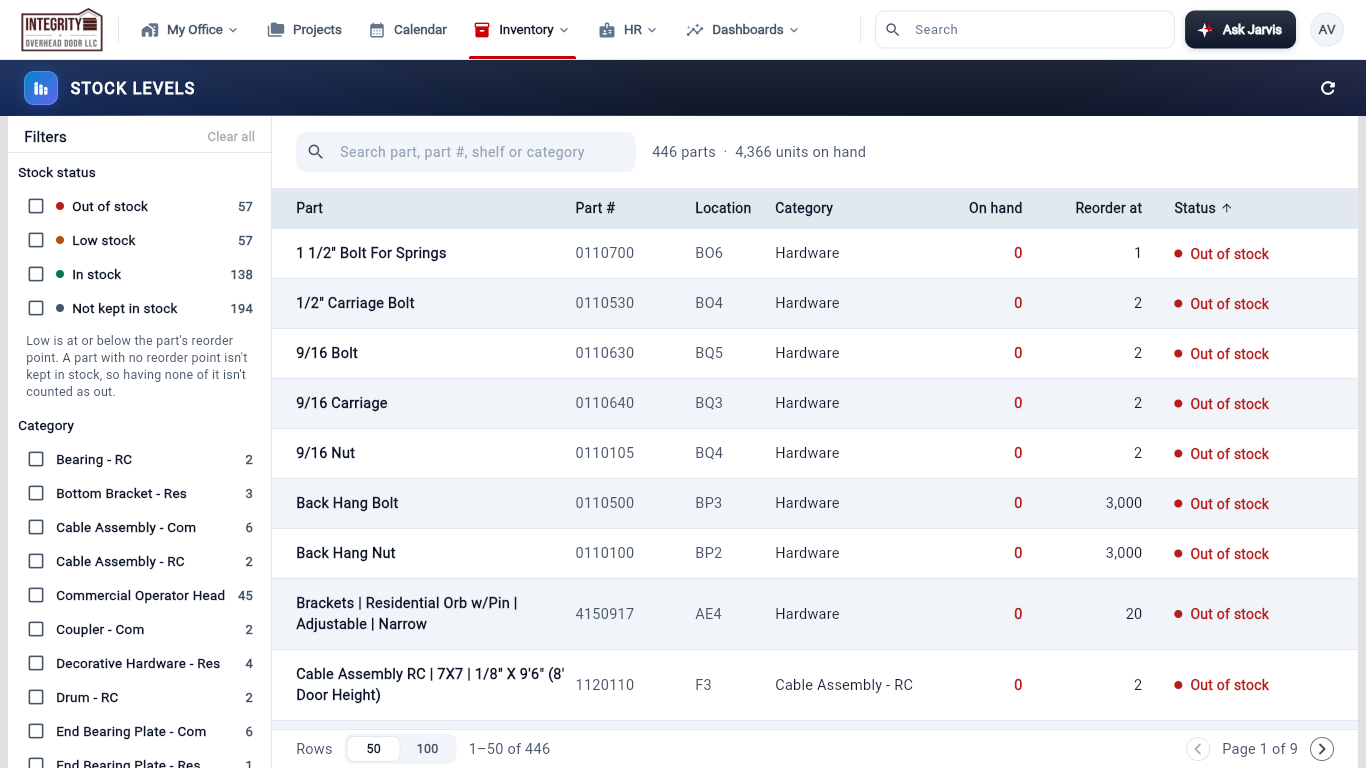 INTEGRITY
OVERHEAD DOOR LLC
My Office
Projects
Calendar
Inventory
HR
Dashboards
Search
Ask Jarvis
AV
STOCK LEVELS
Filters
Clear all
Stock status
Out of stock 57
Low stock 57
In stock 138
Not kept in stock 194
Low is at or below the part's reorder
point. A part with no reorder point isn't
kept in stock, so having none of it isn't
counted as out.
Category
Bearing - RC 2
Bottom Bracket - Res 3
Cable Assembly - Com 6
Cable Assembly - RC 2
Commercial Operator Head 45
Coupler - Com 2
Decorative Hardware - Res 4
Drum - RC 2
End Bearing Plate - Com 6
End Bearing Plate - Res 1
Search part, part #, shelf or category
446 parts · 4,366 units on hand
Part Part # Location Category On hand Reorder at Status ↑
1 1/2" Bolt For Springs 0110700 BO6 Hardware 0 1 Out of stock
1/2" Carriage Bolt 0110530 BO4 Hardware 0 2 Out of stock
9/16 Bolt 0110630 BQ5 Hardware 0 2 Out of stock
9/16 Carriage 0110640 BQ3 Hardware 0 2 Out of stock
9/16 Nut 0110105 BQ4 Hardware 0 2 Out of stock
Back Hang Bolt 0110500 BP3 Hardware 0 3,000 Out of stock
Back Hang Nut 0110100 BP2 Hardware 0 3,000 Out of stock
Brackets | Residential Orb w/Pin |
Adjustable | Narrow
4150917 AE4 Hardware 0 20 Out of stock
Cable Assembly RC | 7X7 | 1/8" X 9'6" (8'
Door Height)
1120110 F3 Cable Assembly - RC 0 2 Out of stock
Rows 50 100 1–50 of 446
Page 1 of 9